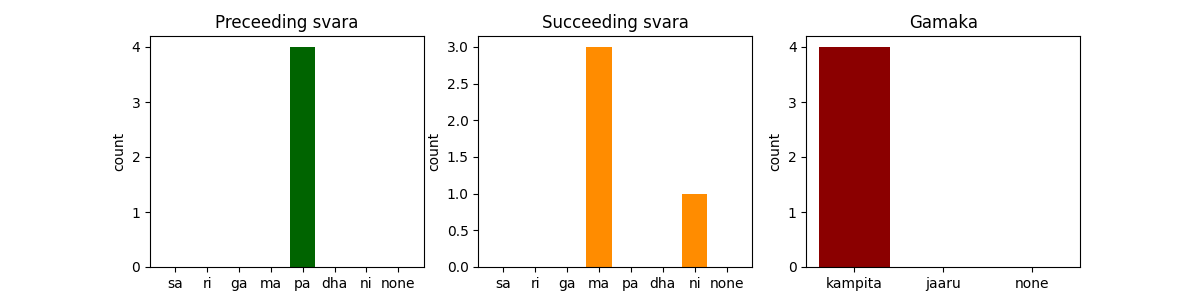 Preceeding svara
count
4
3
2
1
0
sa ri ga ma pa dha ni none
Succeeding svara
count
3.0
2.5
2.0
1.5
1.0
0.5
0.0
sa ri ga ma pa dha ni none
Gamaka
count
4
3
2
1
0
kampita jaaru none